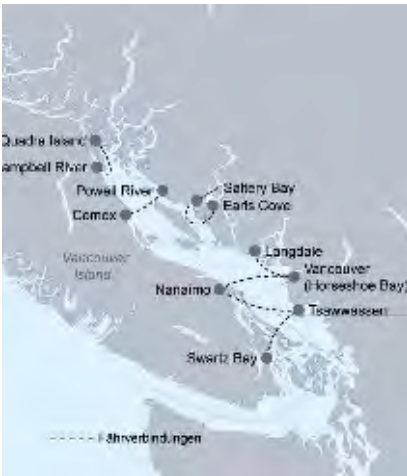 Quadra Island
ampbell River
Powell River
Comox
Saltery Bay
Earls Cove
Langdale
Vancouver
Island
Vancouver
(Horseshoe Bay)
Nanaimo
Tsawwassen
Swartz Bay
Fährverbindungen